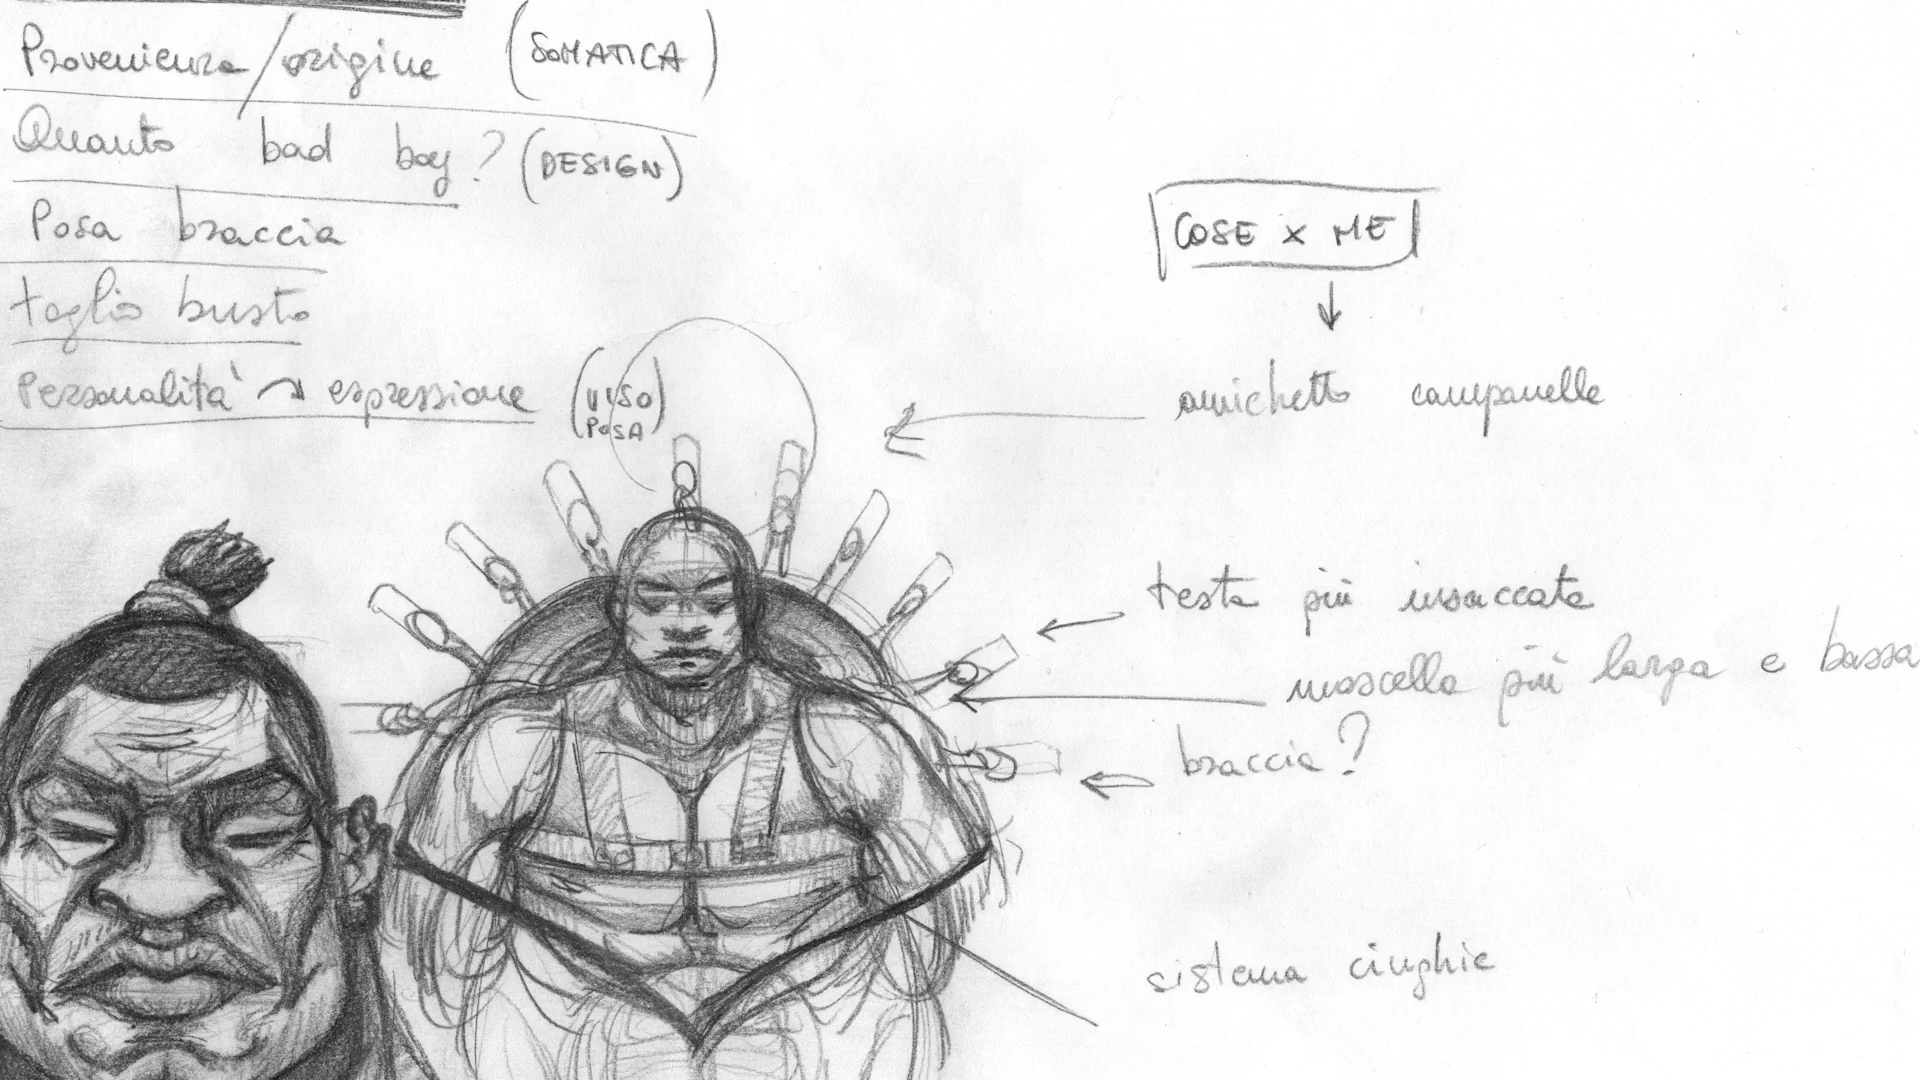 Provenienza/origine (SOMATICA)
Quanto bad boy? (DESIGN)
Posa braccia
taglio busto
Personalità → espressione (VISO
POSA)
COSE x ME
↓
amichetto campanelle
testa più insaccata
mascella più larga e bassa
braccia?
sistema cinghie